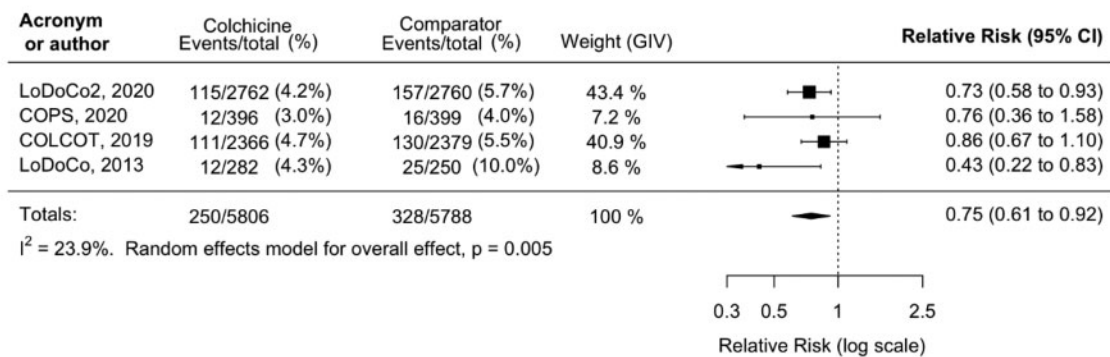 Acronym or author Colchicine Events/total (%) Comparator Events/total (%) Weight (GIV) Relative Risk (95% CI)
LoDoCo2, 2020 115/2762 (4.2%) 157/2760 (5.7%) 43.4 % 0.73 (0.58 to 0.93)
COPS, 2020 12/396 (3.0%) 16/399 (4.0%) 7.2 % 0.76 (0.36 to 1.58)
COLCOT, 2019 111/2366 (4.7%) 130/2379 (5.5%) 40.9 % 0.86 (0.67 to 1.10)
LoDoCo, 2013 12/282 (4.3%) 25/250 (10.0%) 8.6 % 0.43 (0.22 to 0.83)
Totals: 250/5806 328/5788 100 % 0.75 (0.61 to 0.92)
I² = 23.9%. Random effects model for overall effect, p = 0.005
0.3 0.5 1 2.5
Relative Risk (log scale)